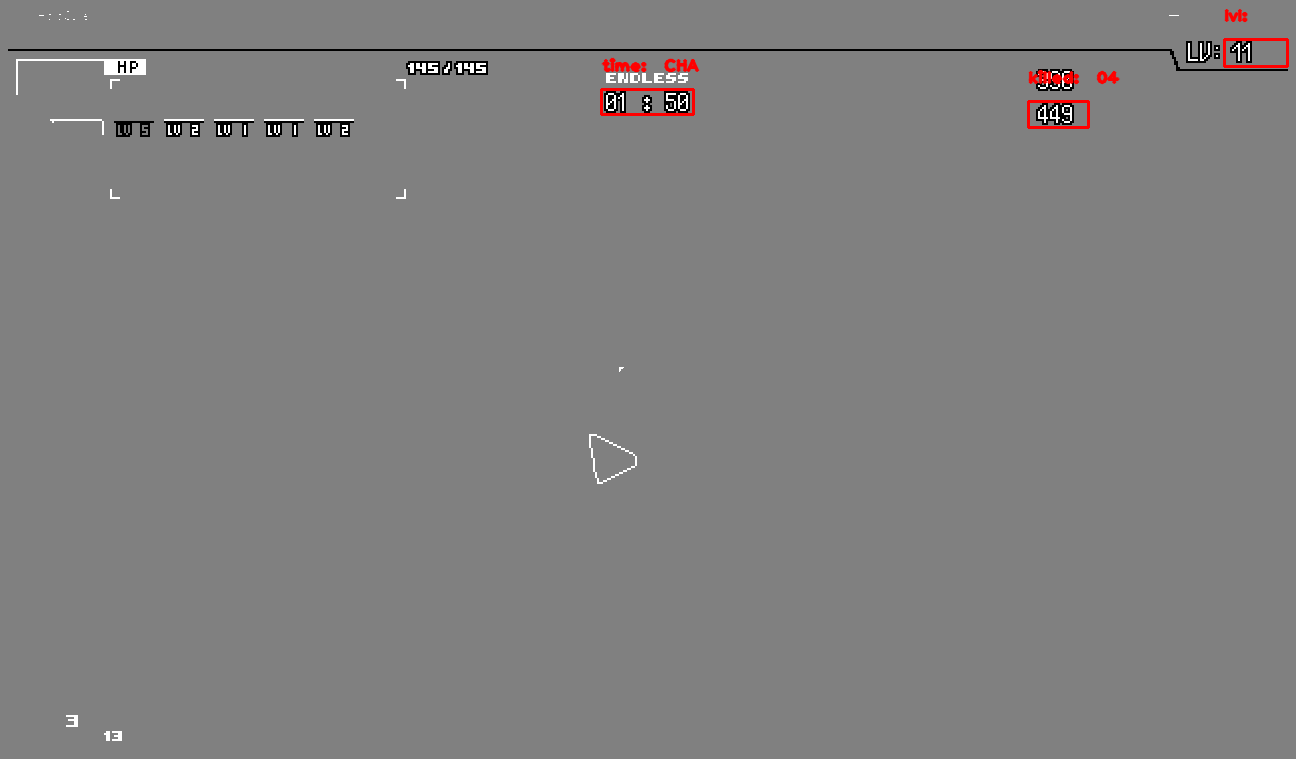 lvl:
LV: 11
HP
145/145
time: CHA
ENDLESS
killed: 04
01 : 50
449
LV 5 LV 2 LV 1 LV 1 LV 2
3
13